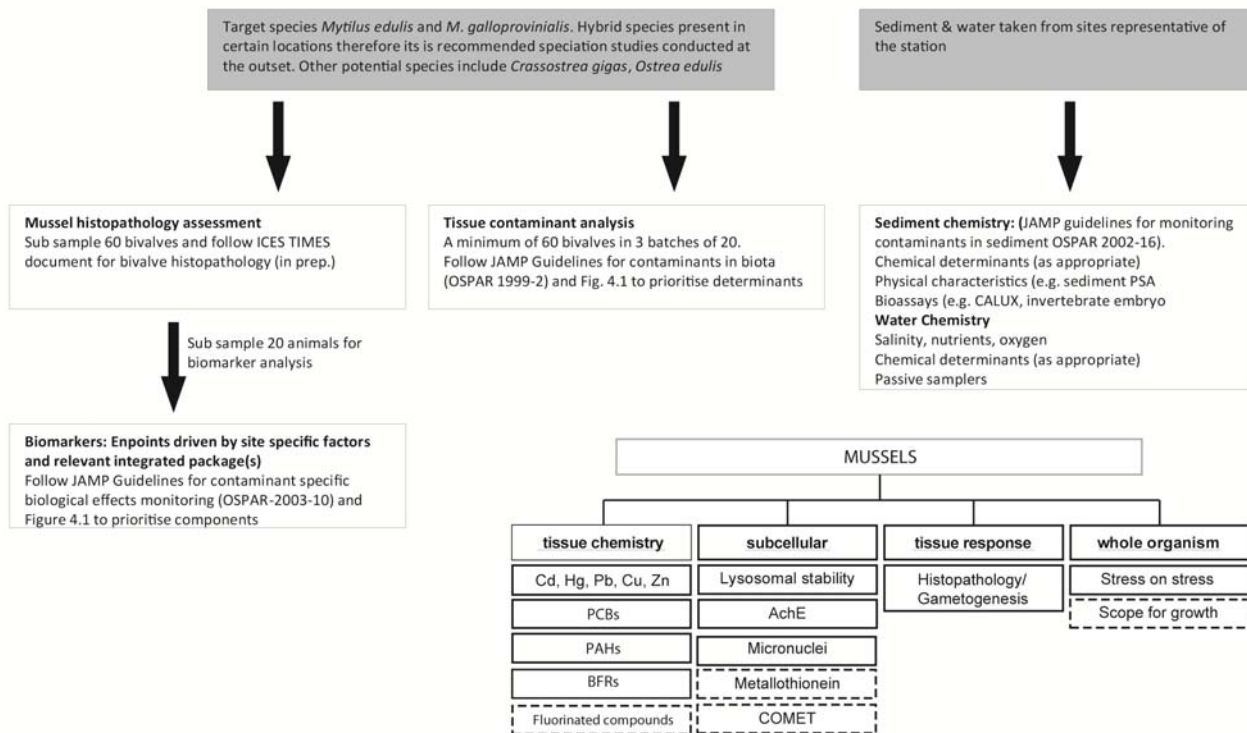 Target species Mytilus edulis and M. galloprovinialis. Hybrid species present in
certain locations therefore its is recommended speciation studies conducted at
the outset. Other potential species include Crassostrea gigas, Ostrea edulis
Sediment & water taken from sites representative of
the station
Mussel histopathology assessment
Sub sample 60 bivalves and follow ICES TIMES
document for bivalve histopathology (in prep.)
Tissue contaminant analysis
A minimum of 60 bivalves in 3 batches of 20.
Follow JAMP Guidelines for contaminants in biota
(OSPAR 1999-2) and Fig. 4.1 to prioritise determinants
Sediment chemistry: (JAMP guidelines for monitoring
contaminants in sediment OSPAR 2002-16).
Chemical determinants (as appropriate)
Physical characteristics (e.g. sediment PSA
Bioassays (e.g. CALUX, invertebrate embryo
Water Chemistry
Salinity, nutrients, oxygen
Chemical determinants (as appropriate)
Passive samplers
Sub sample 20 animals for
biomarker analysis
Biomarkers: Enpoints driven by site specific factors
and relevant integrated package(s)
Follow JAMP Guidelines for contaminant specific
biological effects monitoring (OSPAR-2003-10) and
Figure 4.1 to prioritise components
MUSSELS
tissue chemistry
Cd, Hg, Pb, Cu, Zn
PCBs
PAHs
BFRs
Fluorinated compounds
subcellular
Lysosomal stability
AchE
Micronuclei
Metallothionein
COMET
tissue response
Histopathology/
Gametogenesis
whole organism
Stress on stress
Scope for growth